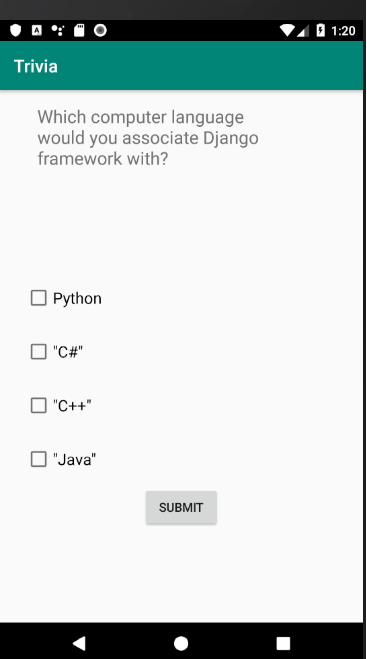 1:20
Trivia
Which computer language
would you associate Django
framework with?
Python
"C#"
"C++"
"Java"
SUBMIT